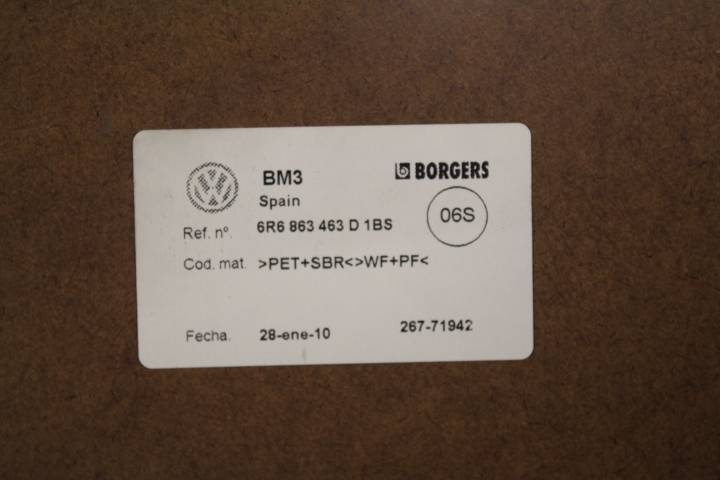 BM3
BORGERS
Spain
06S
Ref. nº. 6R6 863 463 D 1BS
Cod. mat. >PET+SBR<>WF+PF<
Fecha. 28-ene-10 267-71942